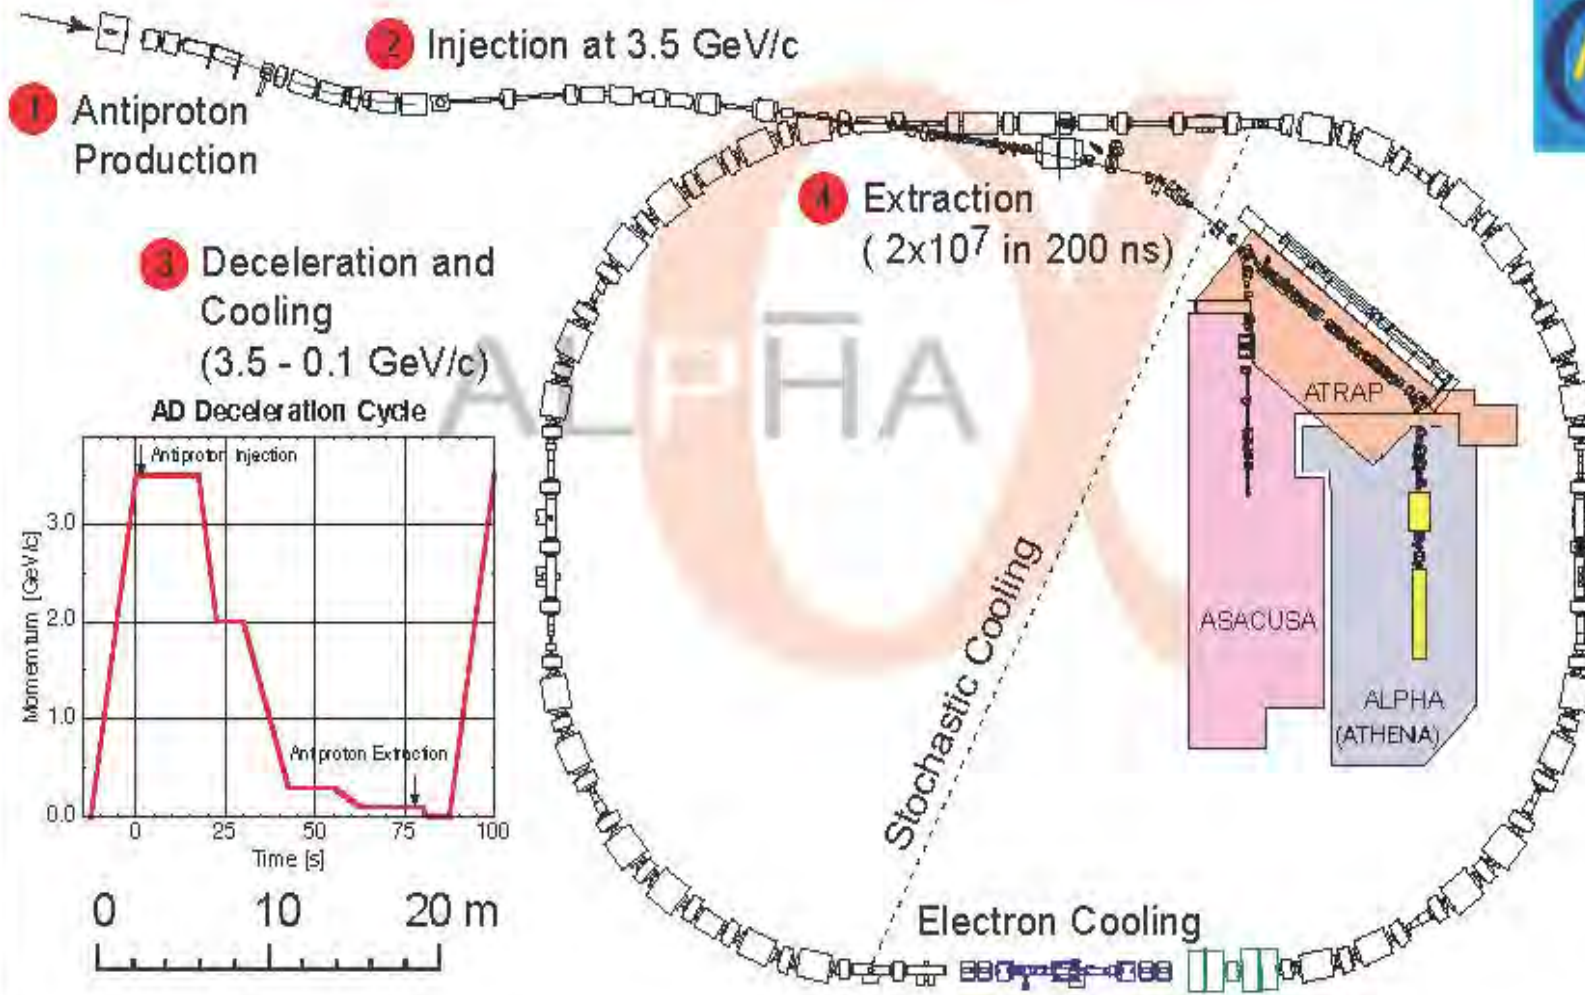 2 Injection at 3.5 GeV/c
1 Antiproton
Production
4 Extraction
( 2x10⁷ in 200 ns)
3 Deceleration and
Cooling
(3.5 - 0.1 GeV/c)
ALPHA
AD Deceleration Cycle
Antiproton Injection
Momentum [GeV/c]
3.0
2.0
1.0
0.0
Antiproton Extraction
0 25 50 75 100
Time [s]
0 10 20 m
Stochastic Cooling
Electron Cooling
ATRAP
ASACUSA
ALPHA
(ATHENA)